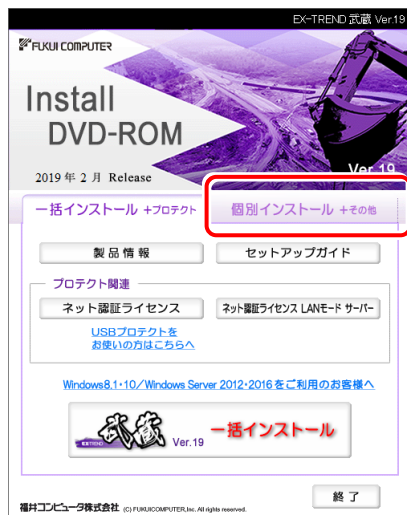 EX-TREND 武蔵 Ver.19
FUKUI COMPUTER
Install
DVD-ROM
2019 年 2 月 Release
Ver.19
一括インストール +プロテクト
個別インストール +その他
製品情報
セットアップガイド
プロテクト関連
ネット認証ライセンス
ネット認証ライセンス LANモード サーバー
USBプロテクトを
お使いの方はこちらへ
Windows8.1・10／Windows Server 2012・2016 をご利用のお客様へ
EXTREND 武蔵 Ver.19
一括インストール
終了
福井コンピュータ株式会社 (C) FUKUICOMPUTER,Inc. All rights reserved.